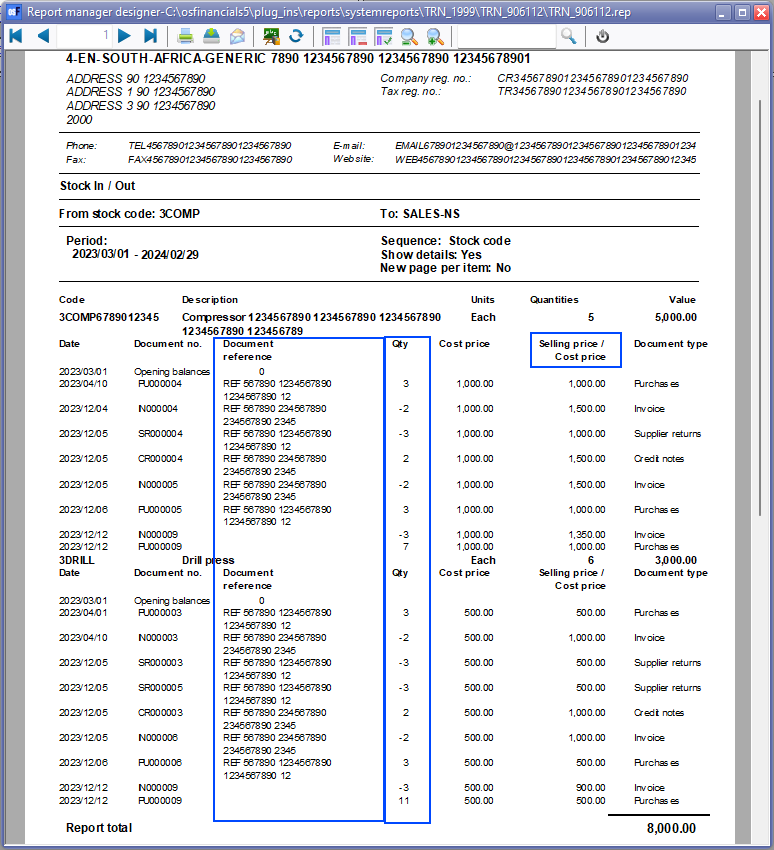 Report manager designer-C:\osfinancials5\plug_ins\reports\systemreports\TRN_1999\TRN_906112\TRN_906112.rep
1
4-EN-SOUTH-AFRICA-GENERIC 7890 1234567890 1234567890 12345678901
ADDRESS 90 1234567890 Company reg. no.: CR3456789012345678901234567890
ADDRESS 1 90 1234567890 Tax reg. no.: TR3456789012345678901234567890
ADDRESS 3 90 1234567890
2000
Phone: TEL456789012345678901234567890 E-mail: EMAIL678901234567890@1234567890123456789012345678901234
Fax: FAX456789012345678901234567890 Website: WEB4567890123456789012345678901234567890123456789012345
Stock In / Out
From stock code: 3COMP To: SALES-NS
Period: Sequence: Stock code
2023/03/01 - 2024/02/29 Show details: Yes
New page per item: No
Code Description Units Quantities Value
3COMP6789012345 Compressor 1234567890 1234567890 1234567890 Each 5 5,000.00
1234567890 123456789
Date Document no. Document Qty Cost price Selling price / Document type
reference Cost price
2023/03/01 Opening balances 0
2023/04/10 PU000004 REF 567890 1234567890 3 1,000.00 1,000.00 Purchases
1234567890 12
2023/12/04 IN000004 REF 567890 234567890 -2 1,000.00 1,500.00 Invoice
234567890 2345
2023/12/05 SR000004 REF 567890 1234567890 -3 1,000.00 1,000.00 Supplier returns
1234567890 12
2023/12/05 CR000004 REF 567890 234567890 2 1,000.00 1,500.00 Credit notes
234567890 2345
2023/12/05 IN000005 REF 567890 234567890 -2 1,000.00 1,500.00 Invoice
234567890 2345
2023/12/06 PU000005 REF 567890 1234567890 3 1,000.00 1,000.00 Purchases
1234567890 12
2023/12/12 IN000009 -3 1,000.00 1,350.00 Invoice
2023/12/12 PU000009 7 1,000.00 1,000.00 Purchases
3DRILL Drill press Each 6 3,000.00
Date Document no. Document Qty Cost price Selling price / Document type
reference Cost price
2023/03/01 Opening balances 0
2023/04/01 PU000003 REF 567890 1234567890 3 500.00 500.00 Purchases
1234567890 12
2023/04/10 IN000003 REF 567890 234567890 -2 500.00 1,000.00 Invoice
234567890 2345
2023/12/05 SR000003 REF 567890 1234567890 -3 500.00 500.00 Supplier returns
1234567890 12
2023/12/05 SR000005 REF 567890 1234567890 -3 500.00 500.00 Supplier returns
1234567890 12
2023/12/05 CR000003 REF 567890 234567890 2 500.00 1,000.00 Credit notes
234567890 2345
2023/12/05 IN000006 REF 567890 234567890 -2 500.00 1,000.00 Invoice
234567890 2345
2023/12/06 PU000006 REF 567890 1234567890 3 500.00 500.00 Purchases
1234567890 12
2023/12/12 IN000009 -3 500.00 900.00 Invoice
2023/12/12 PU000009 11 500.00 500.00 Purchases
Report total 8,000.00